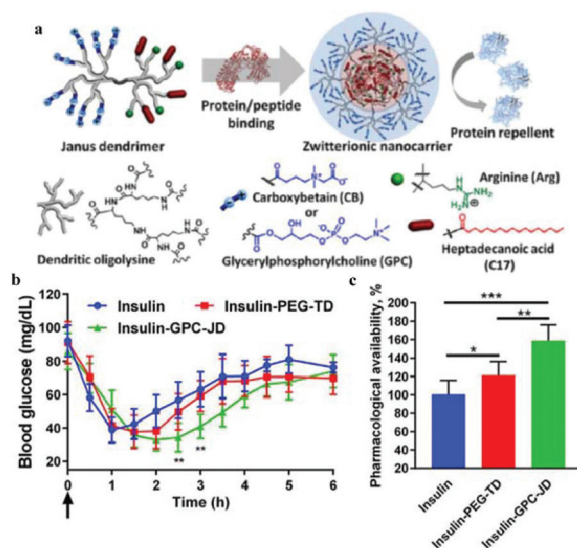 a
Janus dendrimer
Protein/peptide
binding
Zwitterionic nanocarrier
Protein repellent
Dendritic oligolysine
Carboxybetain (CB)
or
Glycerylphosphorylcholine (GPC)
Arginine (Arg)
Heptadecanoic acid
(C17)
b
Insulin
Insulin-PEG-TD
Insulin-GPC-JD
Blood glucose (mg/dL)
100
80
60
40
20
0
1
2
3
4
5
6
** **
Time (h)
c
Pharmacological availability, %
200
180
160
140
120
100
80
60
40
20
***
**
*
Insulin
Insulin-PEG-TD
Insulin-GPC-JD